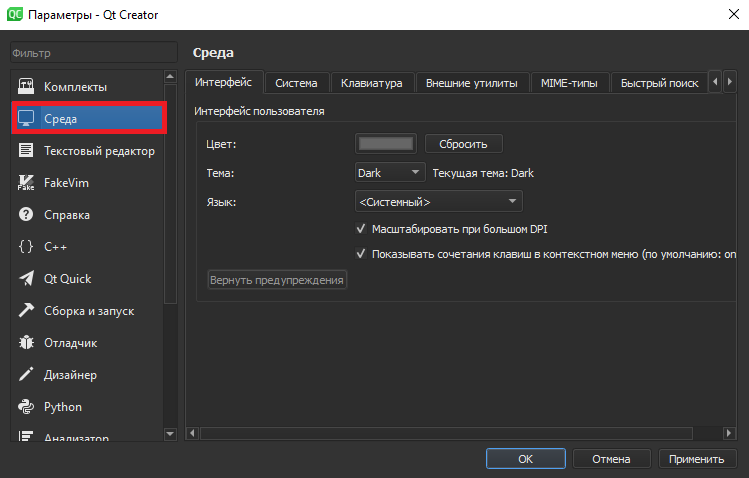 QC Параметры - Qt Creator
Фильтр
Комплекты
Среда
Текстовый редактор
Fake FakeVim
Справка
C++
Qt Quick
Сборка и запуск
Отладчик
Дизайнер
Python
Анализатор
Среда
Интерфейс Система Клавиатура Внешние утилиты MIME-типы Быстрый поиск
Интерфейс пользователя
Цвет: Сбросить
Тема: Dark Текущая тема: Dark
Язык: <Системный>
Масштабировать при большом DPI
Показывать сочетания клавиш в контекстном меню (по умолчанию: on
Вернуть предупреждения
OK Отмена Применить